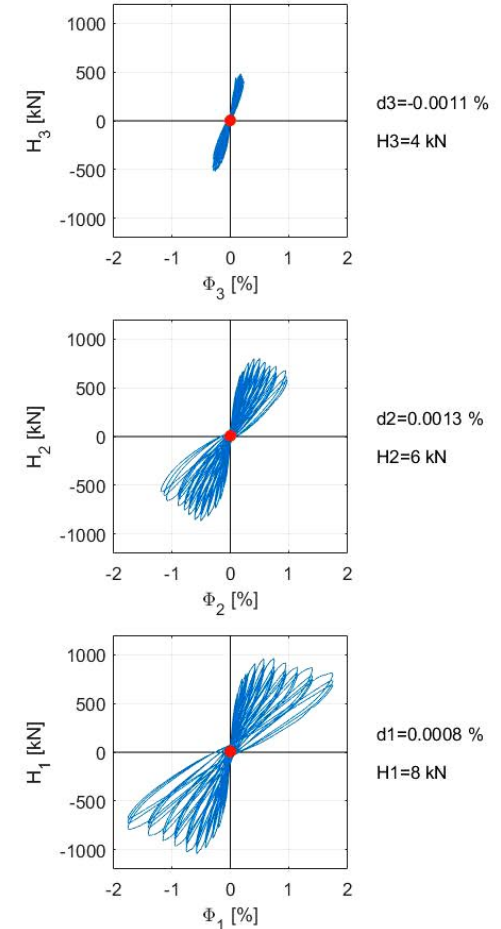 1000
500
0
-500
-1000
H3 [kN]
-2 -1 0 1 2
Φ3 [%]
d3=-0.0011 %
H3=4 kN
1000
500
0
-500
-1000
H2 [kN]
-2 -1 0 1 2
Φ2 [%]
d2=0.0013 %
H2=6 kN
1000
500
0
-500
-1000
H1 [kN]
-2 -1 0 1 2
Φ1 [%]
d1=0.0008 %
H1=8 kN